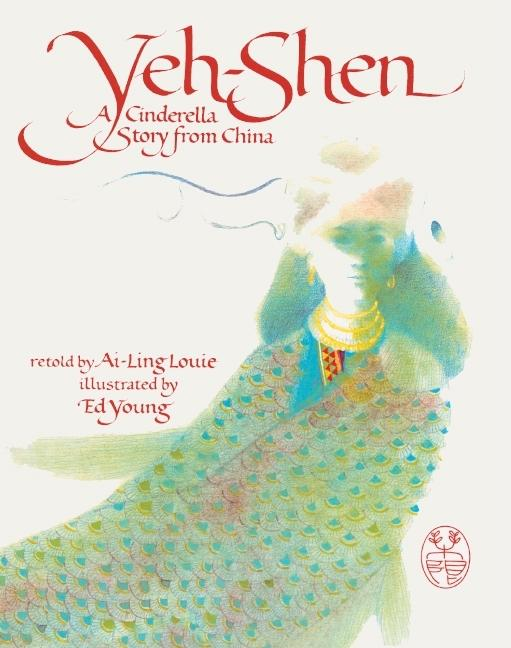 Yeh-Shen
A Cinderella
Story from China
retold by Ai-Ling Louie
illustrated by
Ed Young